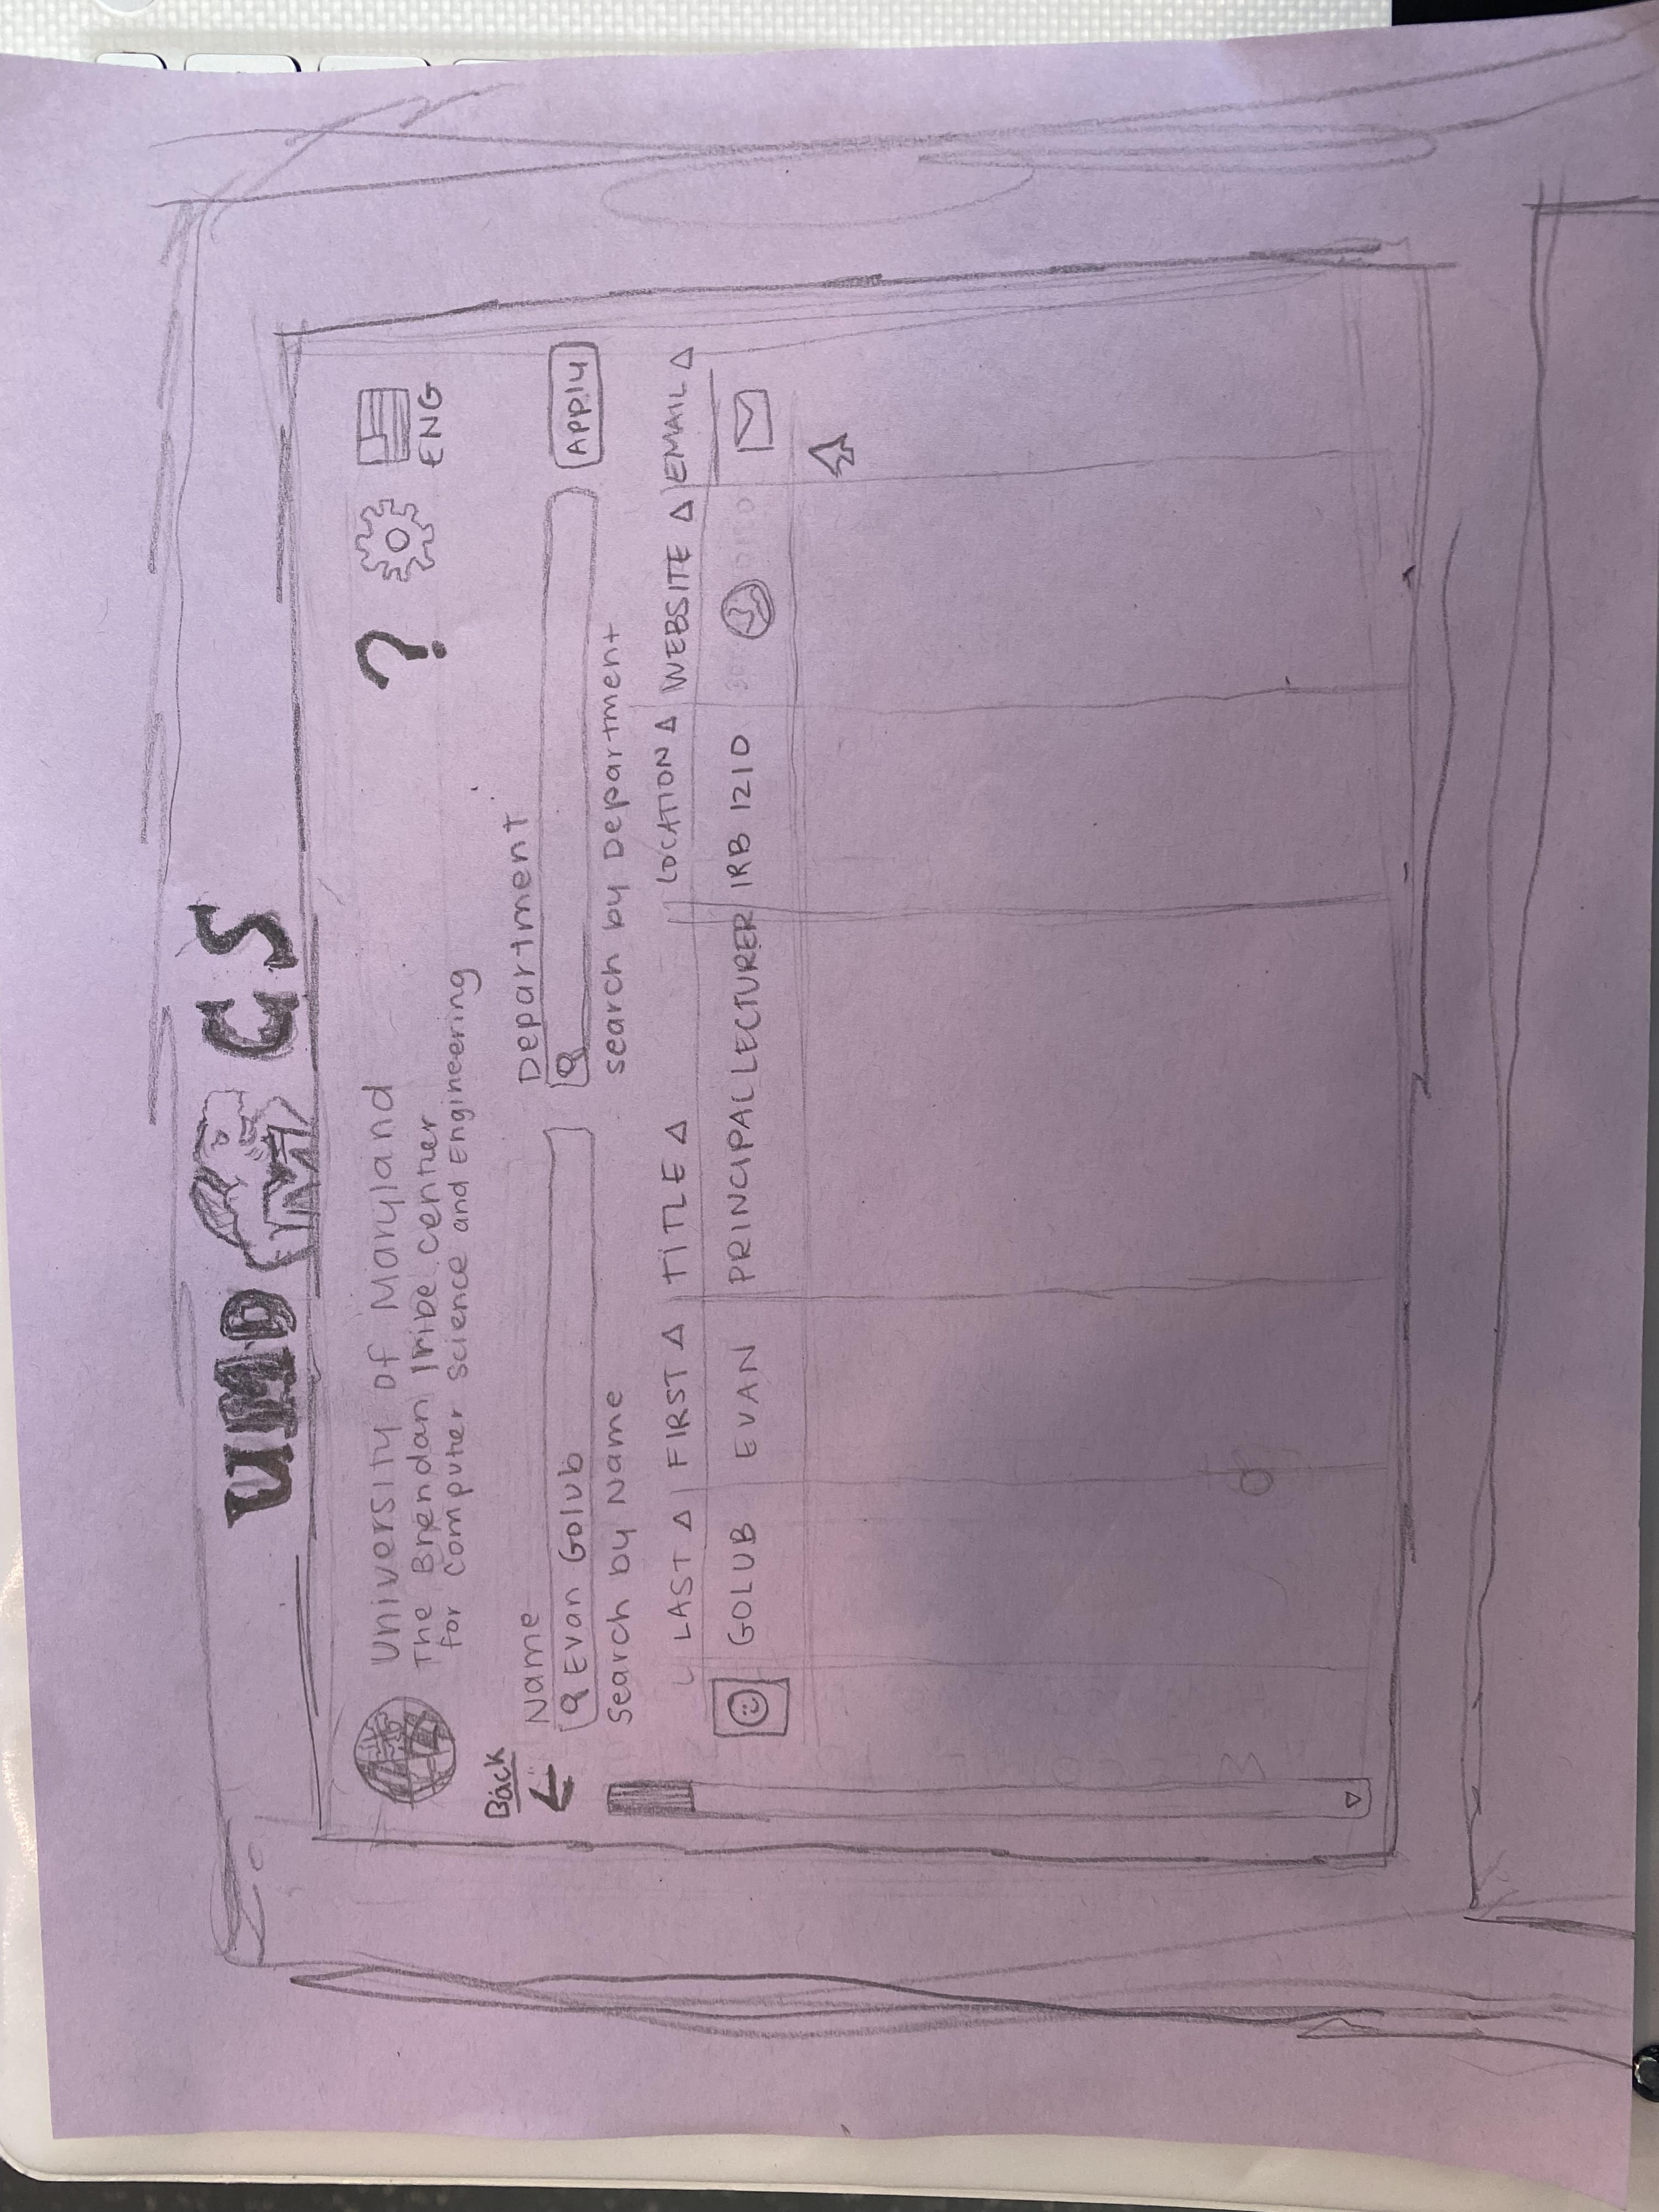 UMD M CS
University of Maryland
The Brendan Iribe Center
for Computer Science and Engineering
?
ENG
Back
Name
Department
Evan Golub
APPly
Search by Name
search by Department
LAST FIRST TITLE LOCATION WEBSITE EMAIL
GOLUB EVAN PRINCIPAL LECTURER IRB 1210